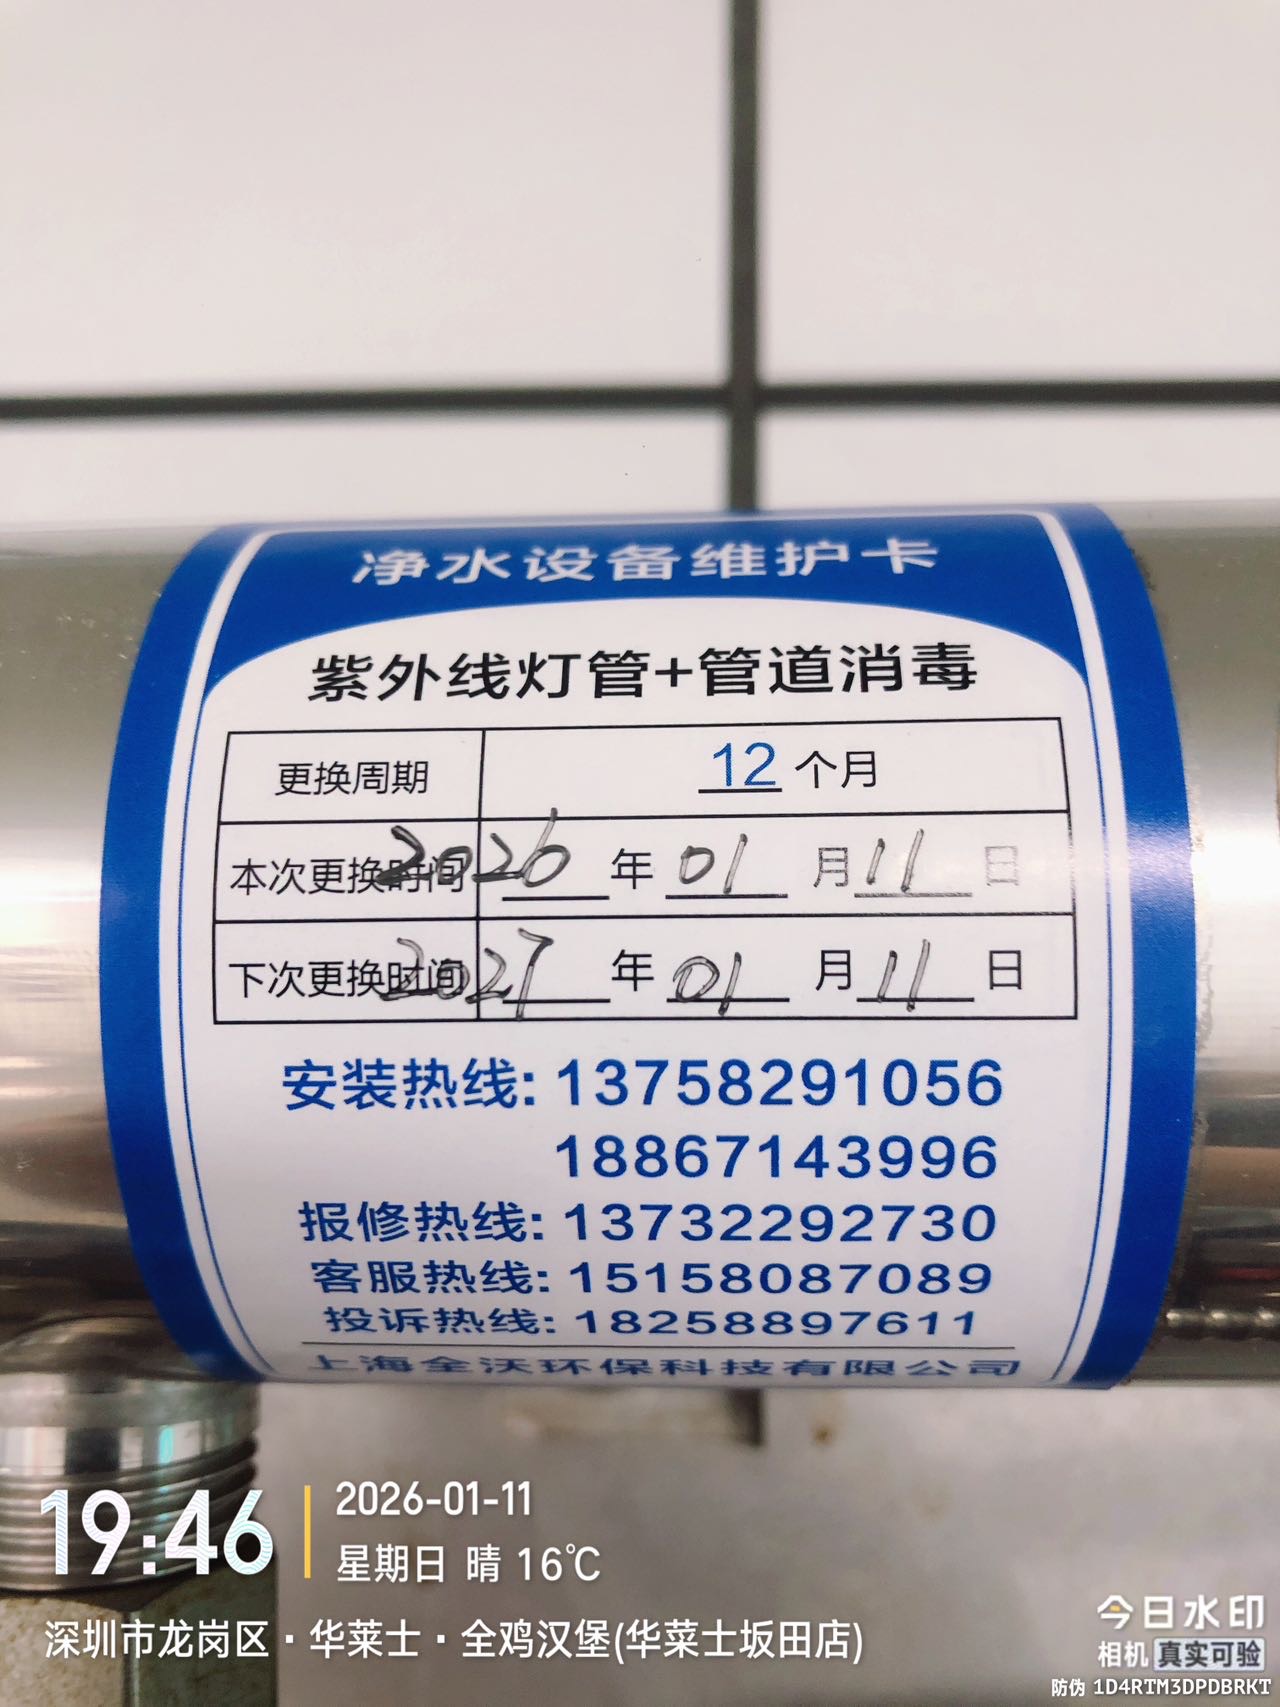 净水设备维护卡
紫外线灯管+管道消毒
更换周期 12 个月
本次更换时间 2026 年 01 月 11 日
下次更换时间 2027 年 01 月 11 日
安装热线: 13758291056
18867143996
报修热线: 13732292730
客服热线: 15158087089
投诉热线: 18258897611
上海全沃环保科技有限公司
19:46
2026-01-11
星期日 晴 16℃
深圳市龙岗区·华莱士·全鸡汉堡(华莱士坂田店)
今日水印
相机 真实可验
防伪 1D4RTM3DPDBRKT